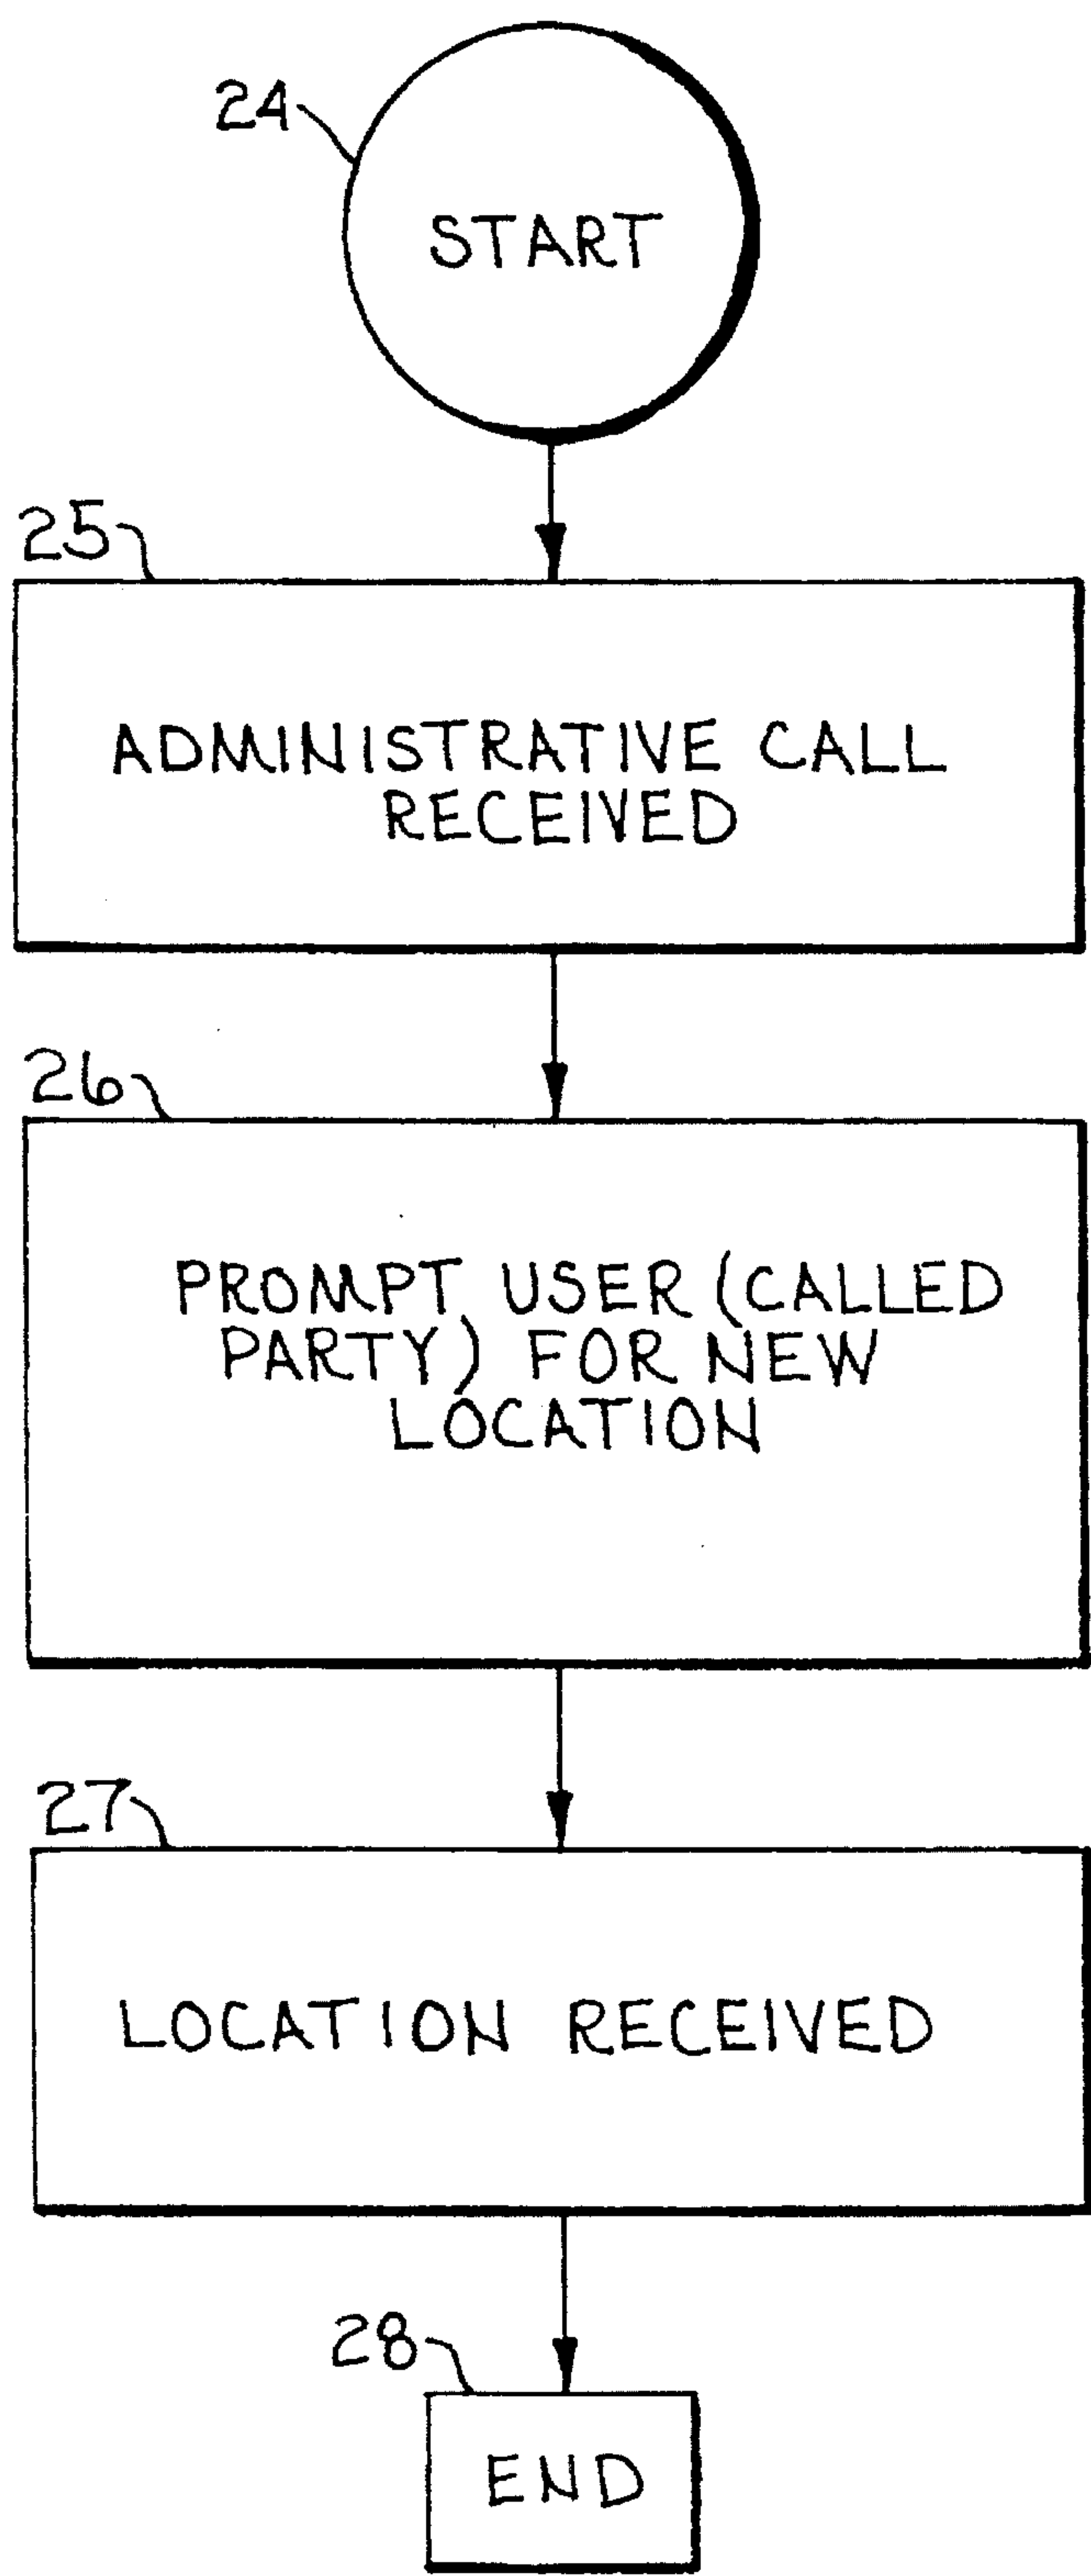 24
START
25
ADMINISTRATIVE CALL
RECEIVED
26
PROMPT USER (CALLED
PARTY) FOR NEW
LOCATION
27
LOCATION RECEIVED
28
END